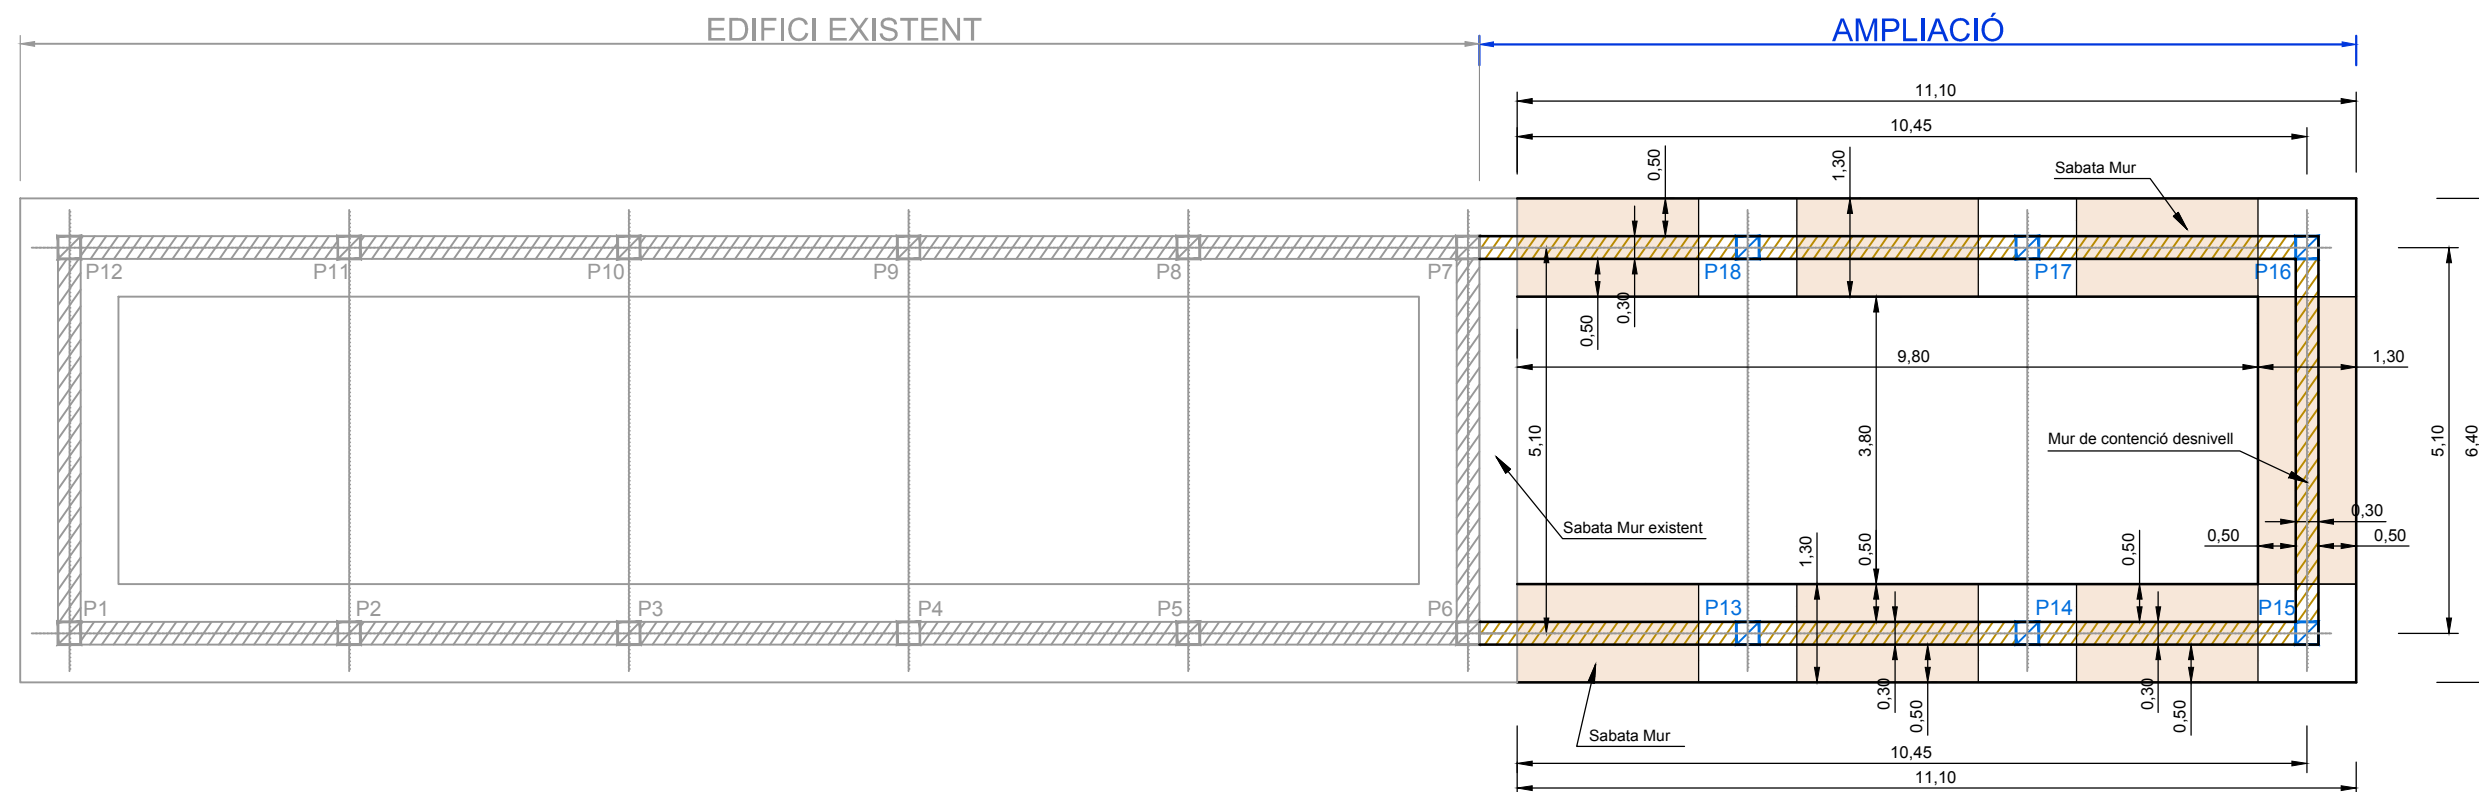 EDIFICI EXISTENT
AMPLIACIÓ
11,10
10,45
0,50
1,30
Sabata Mur
P12
P11
P10
P9
P8
P7
P18
P17
P16
0,30
0,50
9,80
1,30
5,10
3,80
Mur de contenció desnivell
5,10
6,40
Sabata Mur existent
0,30
0,50
0,50
1,30
0,50
0,50
P1
P2
P3
P4
P5
P6
P13
P14
P15
0,30
0,50
0,30
0,50
Sabata Mur
10,45
11,10